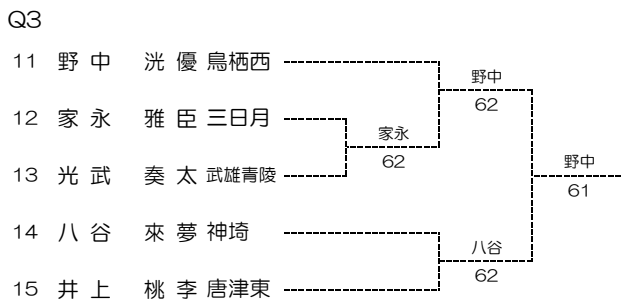 Q3
11 野中 洸優 鳥栖西
野中
62
12 家永 雅臣 三日月
家永
62
13 光武 奏太 武雄青陵
野中
61
14 八谷 來夢 神埼
八谷
62
15 井上 桃李 唐津東